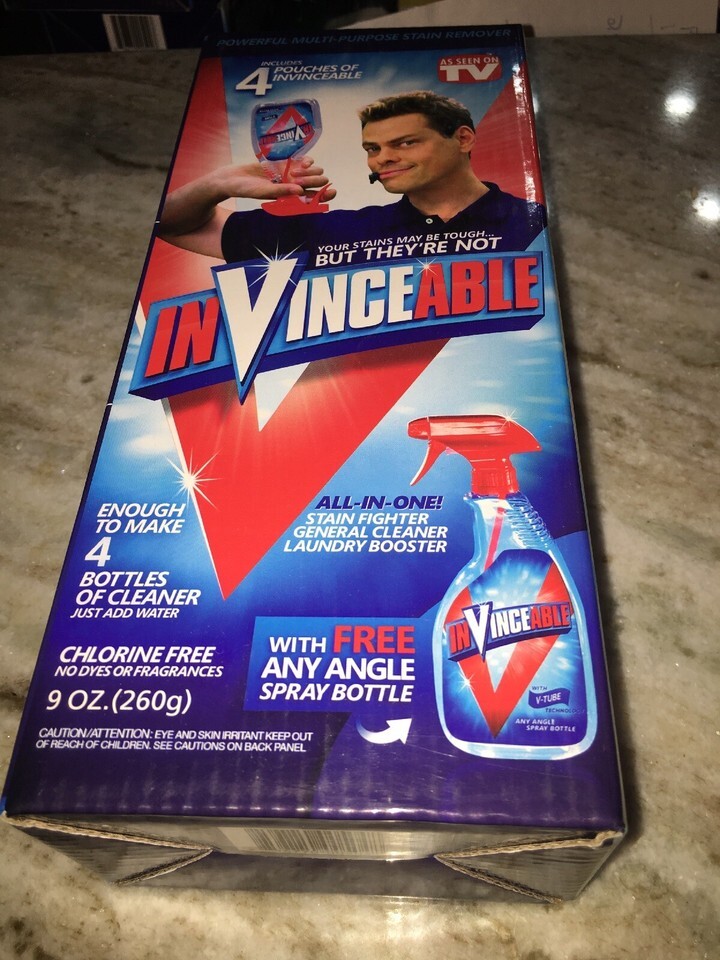 POWERFUL MULTI-PURPOSE STAIN REMOVER
INCLUDES
4 POUCHES OF
INVINCEABLE
AS SEEN ON
TV
YOUR STAINS MAY BE TOUGH...
BUT THEY'RE NOT
INVINCEABLE
ENOUGH
TO MAKE
4
BOTTLES
OF CLEANER
JUST ADD WATER
ALL-IN-ONE!
STAIN FIGHTER
GENERAL CLEANER
LAUNDRY BOOSTER
CHLORINE FREE
NO DYES OR FRAGRANCES
9 OZ.(260g)
WITH FREE
ANY ANGLE
SPRAY BOTTLE
INVINCEABLE
WITH
V-TUBE
ANY ANGLE
SPRAY BOTTLE
CAUTION/ATTENTION: EYE AND SKIN IRRITANT KEEP OUT
OF REACH OF CHILDREN. SEE CAUTIONS ON BACK PANEL